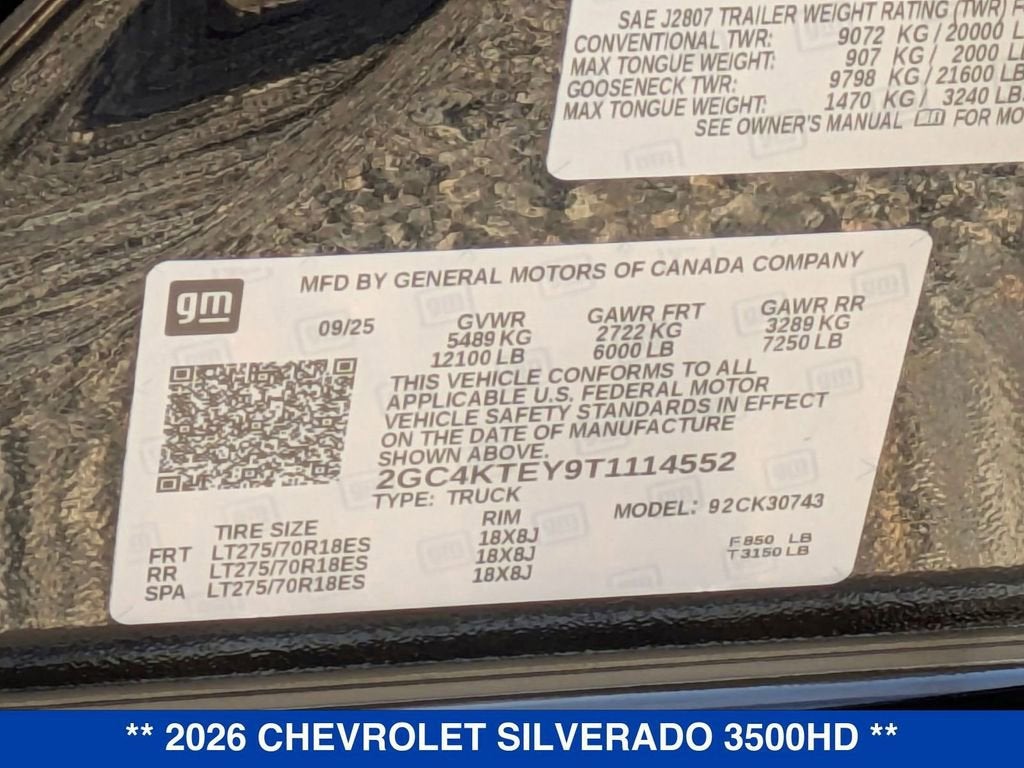 SAE J2807 TRAILER WEIGHT RATING (TWR)
CONVENTIONAL TWR: 9072 KG / 20000 LB
MAX TONGUE WEIGHT: 907 KG / 2000 LB
GOOSENECK TWR: 9798 KG / 21600 LB
MAX TONGUE WEIGHT: 1470 KG / 3240 LB
SEE OWNER'S MANUAL FOR
gm
MFD BY GENERAL MOTORS OF CANADA COMPANY
09/25 GVWR GAWR FRT GAWR RR
5489 KG 2722 KG 3289 KG
12100 LB 6000 LB 7250 LB
THIS VEHICLE CONFORMS TO ALL
APPLICABLE U.S. FEDERAL MOTOR
VEHICLE SAFETY STANDARDS IN EFFECT
ON THE DATE OF MANUFACTURE
SHOWN ABOVE.
2GC4KTEY9T1114552
TYPE: TRUCK MODEL: 92CK30743
TIRE SIZE RIM
FRT LT275/70R18ES 18X8J F 850 LB
RR LT275/70R18ES 18X8J T 3150 LB
SPA LT275/70R18ES 18X8J
** 2026 CHEVROLET SILVERADO 3500HD **